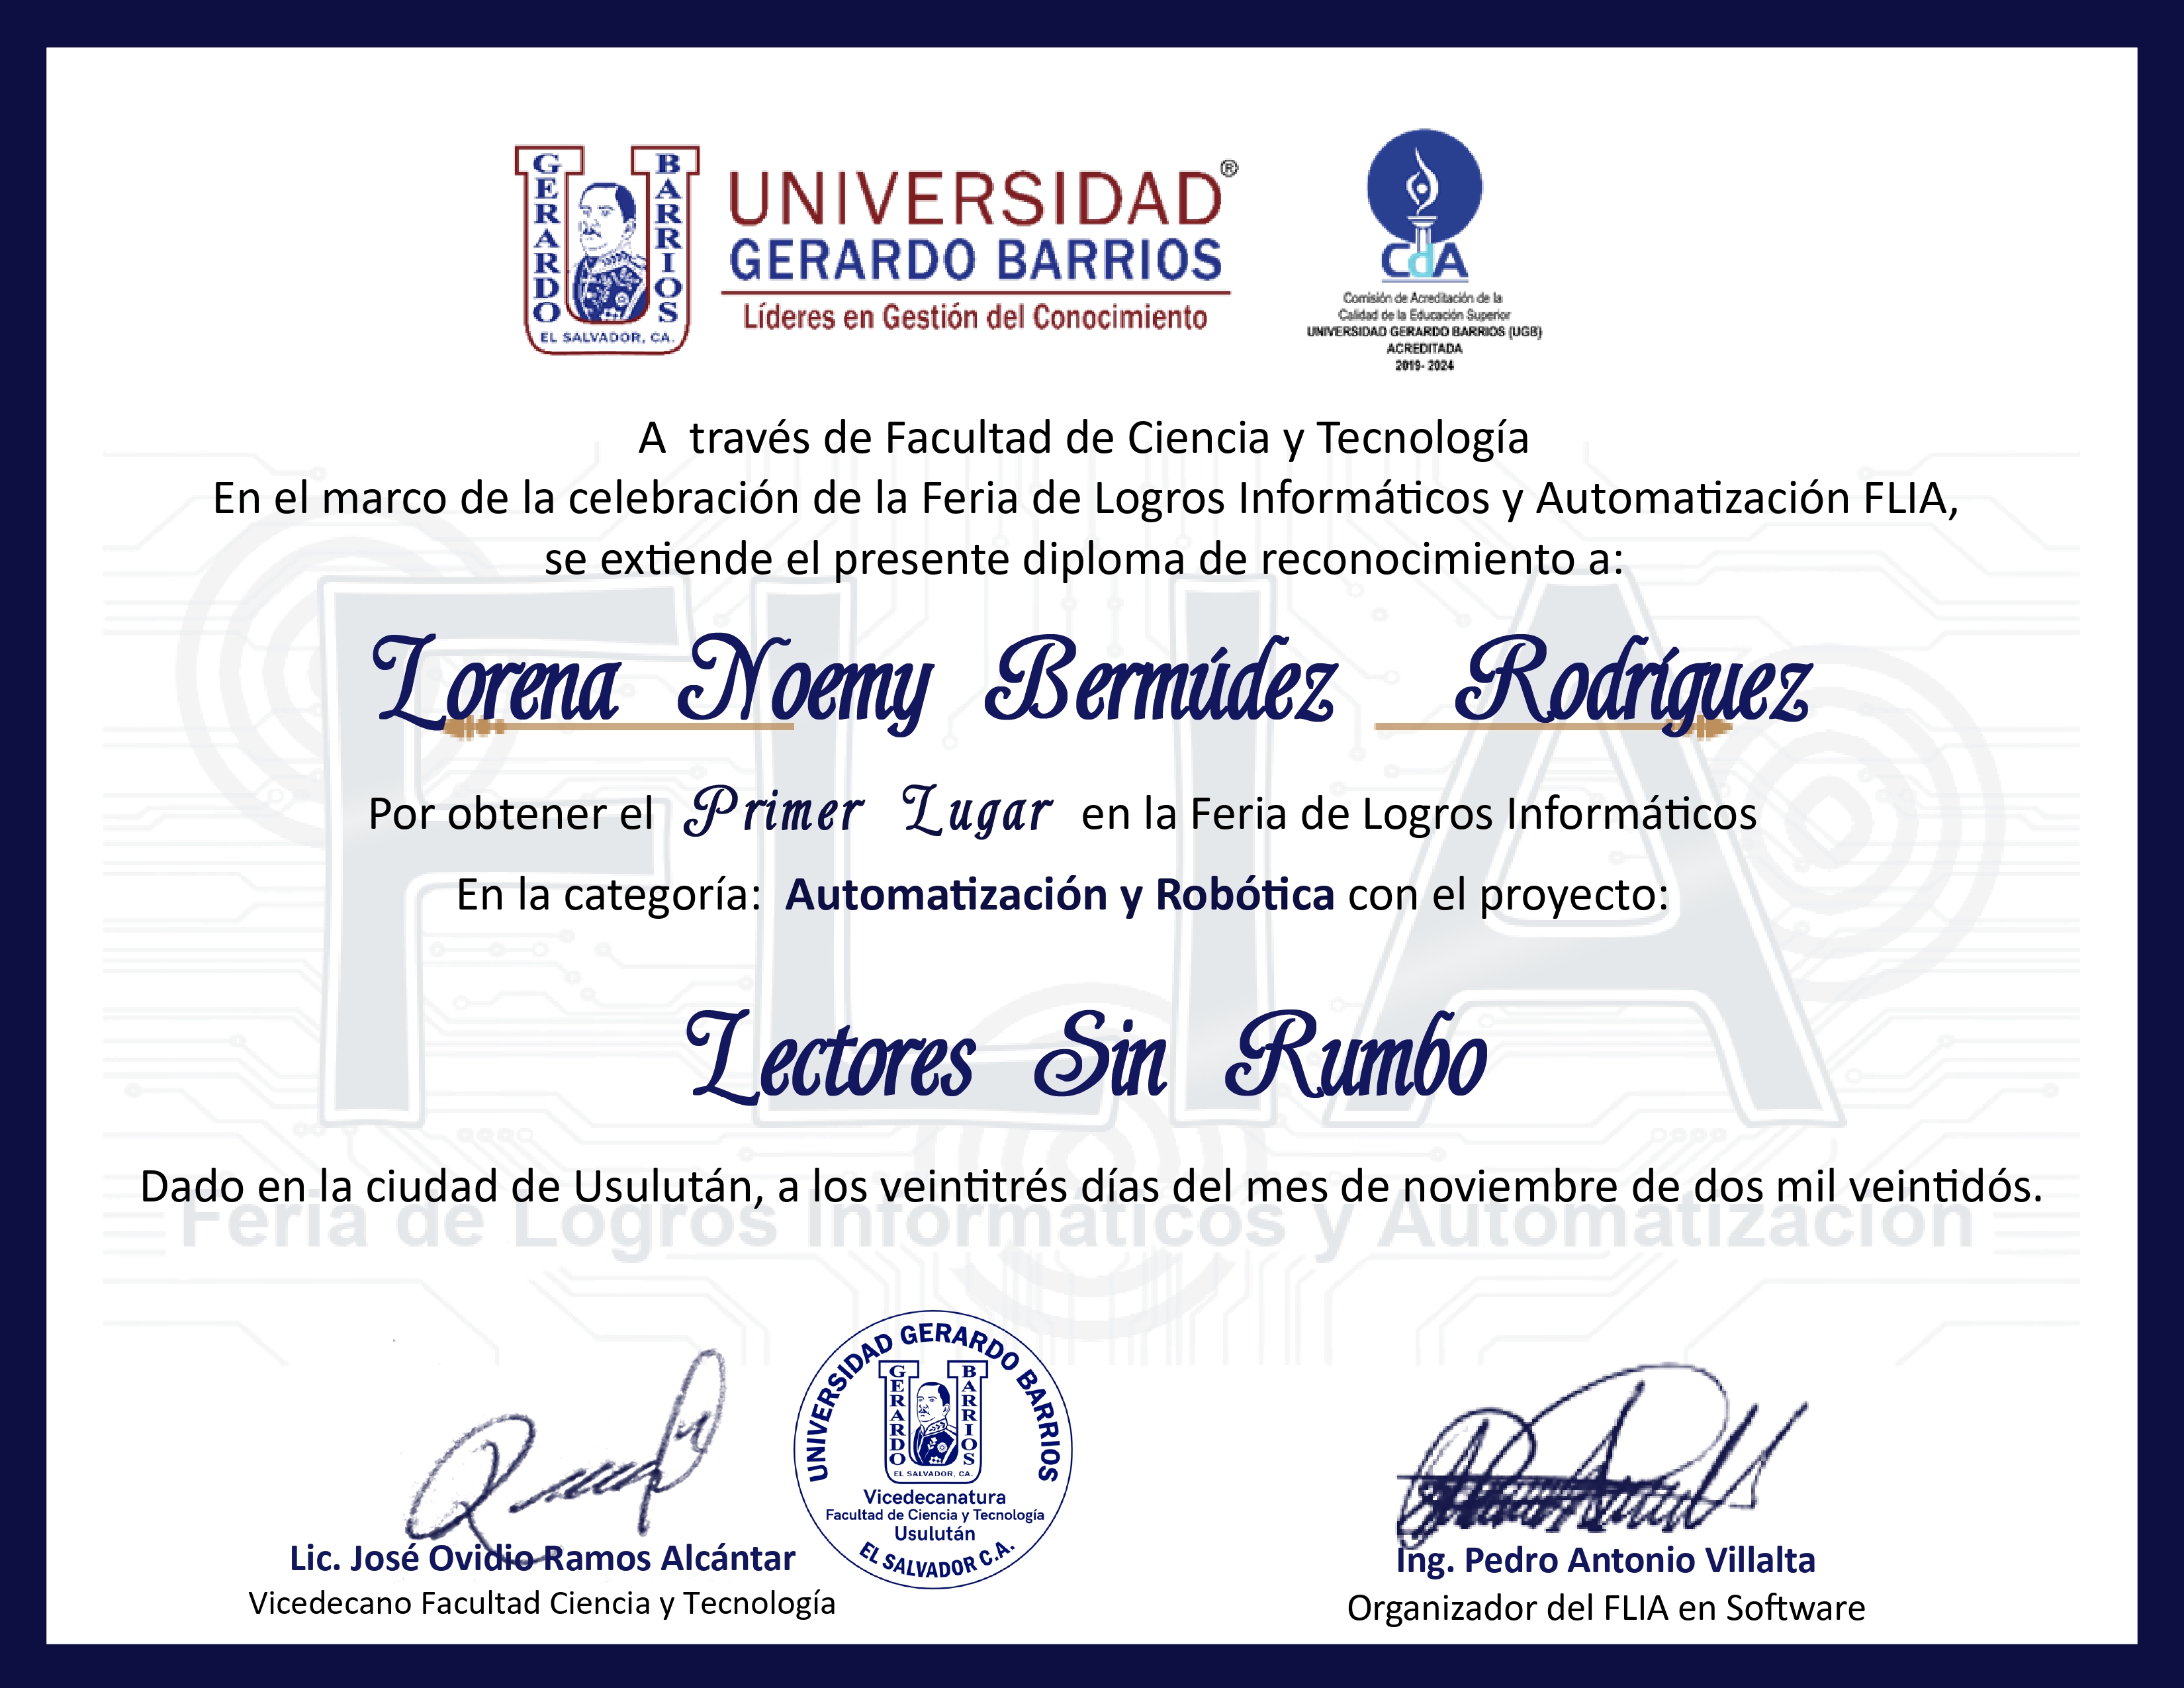 GERARDO BARRIOS
EL SALVADOR, CA.
UNIVERSIDAD®
GERARDO BARRIOS
Líderes en Gestión del Conocimiento
CdA
Comisión de Acreditación de la
Calidad de la Educación Superior
UNIVERSIDAD GERARDO BARRIOS (UGB)
ACREDITADA
2019- 2024
A través de Facultad de Ciencia y Tecnología
En el marco de la celebración de la Feria de Logros Informáticos y Automatización FLIA,
se extiende el presente diploma de reconocimiento a:
Lorena Noemy Bermúdez Rodríguez
Por obtener el Primer Lugar en la Feria de Logros Informáticos
En la categoría: Automatización y Robótica con el proyecto:
FLIA
Lectores Sin Rumbo
Dado en la ciudad de Usulután, a los veintitrés días del mes de noviembre de dos mil veintidós.
Feria de Logros Informáticos y Automatización
UNIVERSIDAD GERARDO BARRIOS
GERARDO BARRIOS
EL SALVADOR, CA.
Vicedecanatura
Facultad de Ciencia y Tecnología
Usulután
EL SALVADOR C.A.
Lic. José Ovidio Ramos Alcántar
Vicedecano Facultad Ciencia y Tecnología
Ing. Pedro Antonio Villalta
Organizador del FLIA en Software